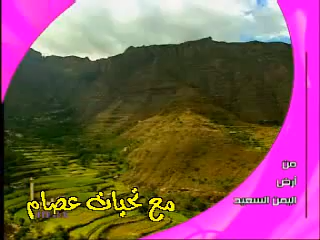 من
أرض
اليمن السعيد
مع تحيات عصام